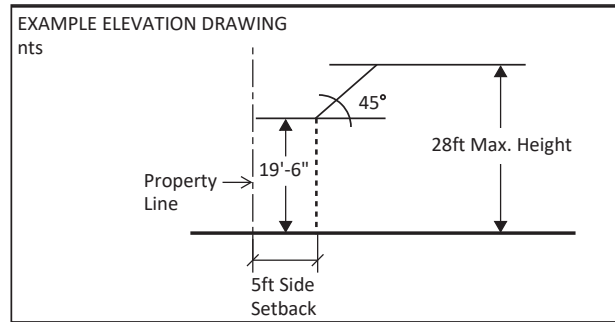 EXAMPLE ELEVATION DRAWING
nts
45°
28ft Max. Height
19'-6"
Property
Line
5ft Side
Setback